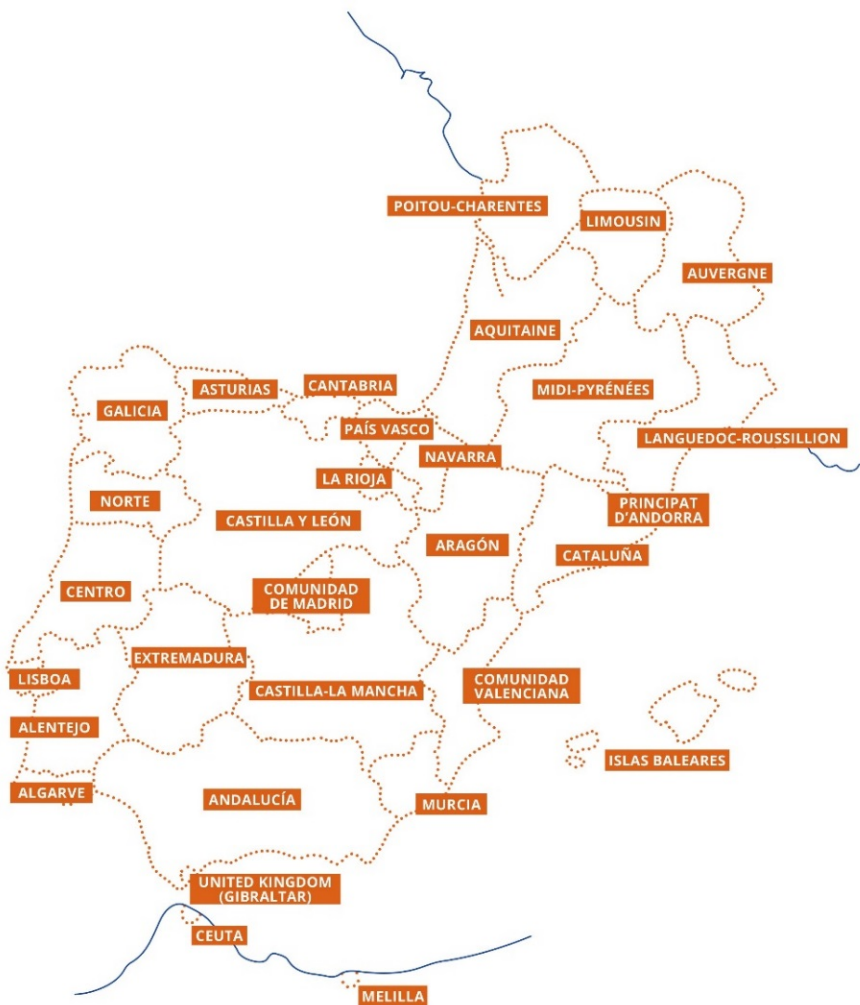 POITOU-CHARENTES
LIMOUSIN
AUVERGNE
AQUITAINE
ASTURIAS
CANTABRIA
MIDI-PYRÉNÉES
GALICIA
PAÍS VASCO
LANGUEDOC-ROUSSILLION
NAVARRA
LA RIOJA
NORTE
CASTILLA Y LEÓN
PRINCIPAT
D'ANDORRA
ARAGÓN
CATALUÑA
CENTRO
COMUNIDAD
DE MADRID
EXTREMADURA
LISBOA
CASTILLA-LA MANCHA
COMUNIDAD
VALENCIANA
ALENTEJO
ISLAS BALEARES
ALGARVE
ANDALUCÍA
MURCIA
UNITED KINGDOM
(GIBRALTAR)
CEUTA
MELILLA